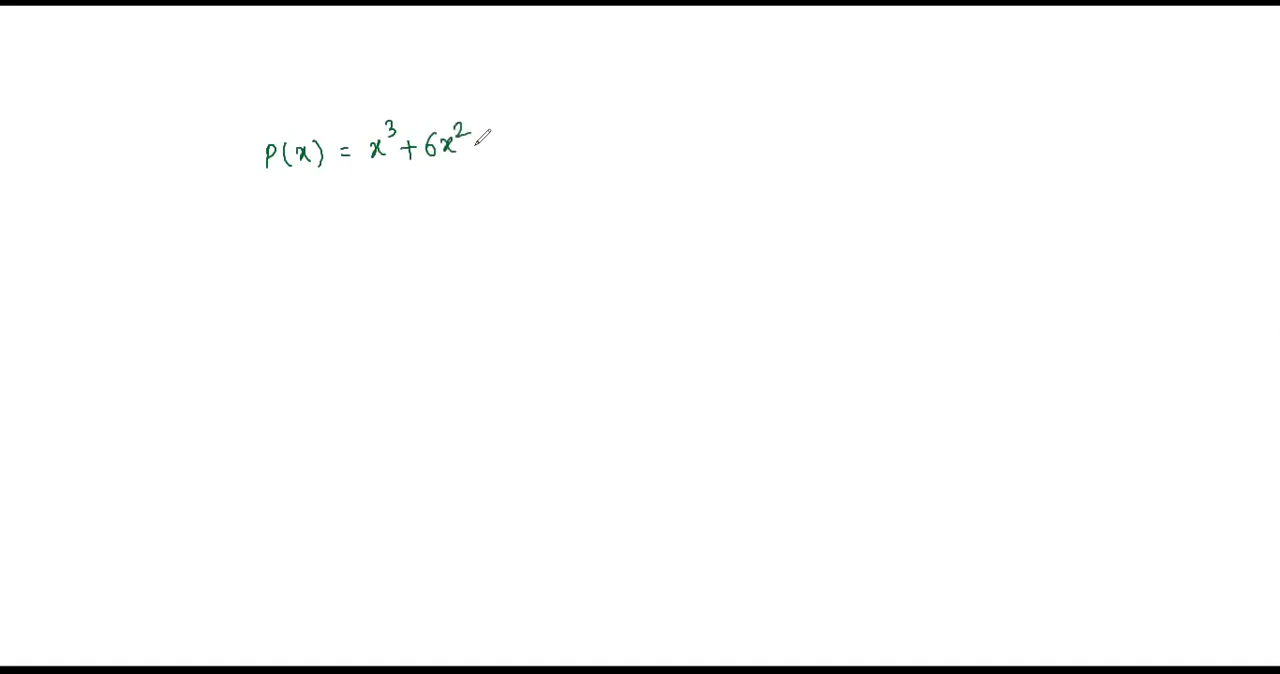 P(x) = x³ + 6x²